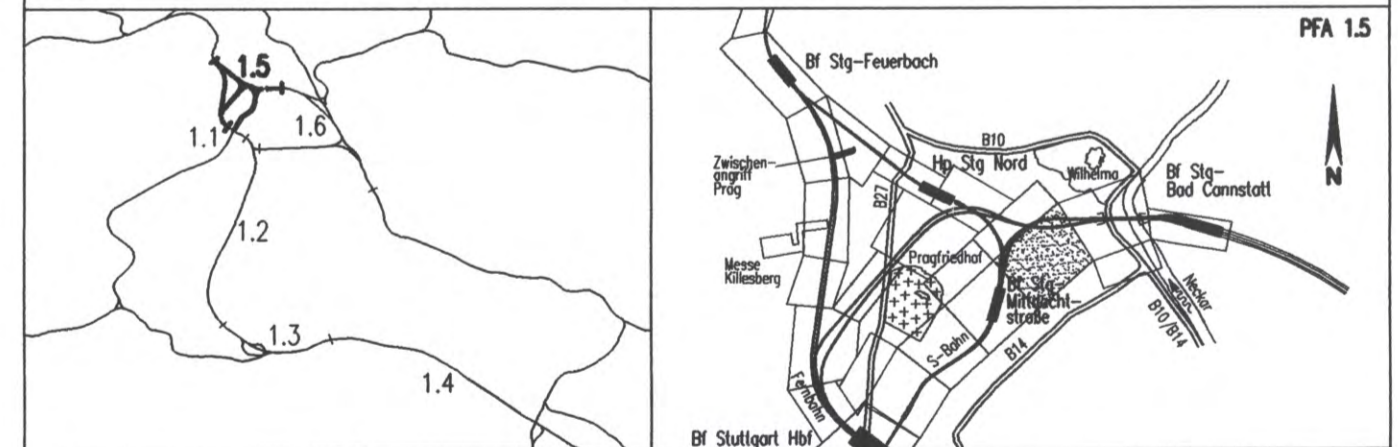 1.5
1.1
1.6
1.2
1.3
1.4
PFA 1.5
Bf Stg-Feuerbach
B10
Zwischen-
angriff
Prag
Hp Stg Nord
Wilhelma
Bf Stg-
Bad Cannstatt
N
B27
Messe
Killesberg
Pragfriedhof
Bf Stg-
Mittnacht-
straße
Neckar
B10/B14
S-Bahn
B14
Fernbahn
Bf Stuttgart Hbf